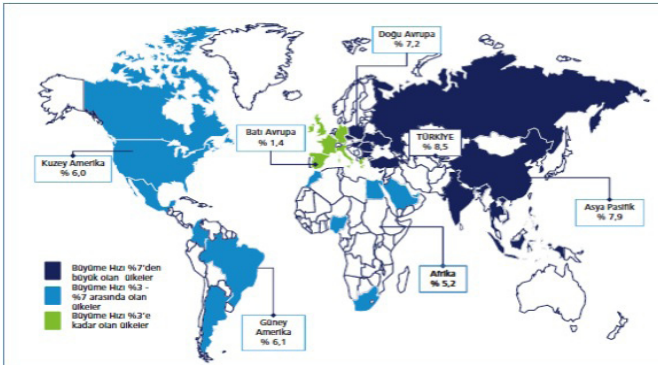 Doğu Avrupa
% 7,2
Batı Avrupa
% 1,4
TÜRKİYE
% 8,5
Kuzey Amerika
% 6,0
Asya Pasifik
% 7,9
Afrika
% 5,2
Güney
Amerika
% 6,1
Büyüme Hızı %7'den
büyük olan ülkeler
Büyüme Hızı %3 -
%7 arasında olan
ülkeler
Büyüme Hızı %3'e
kadar olan ülkeler